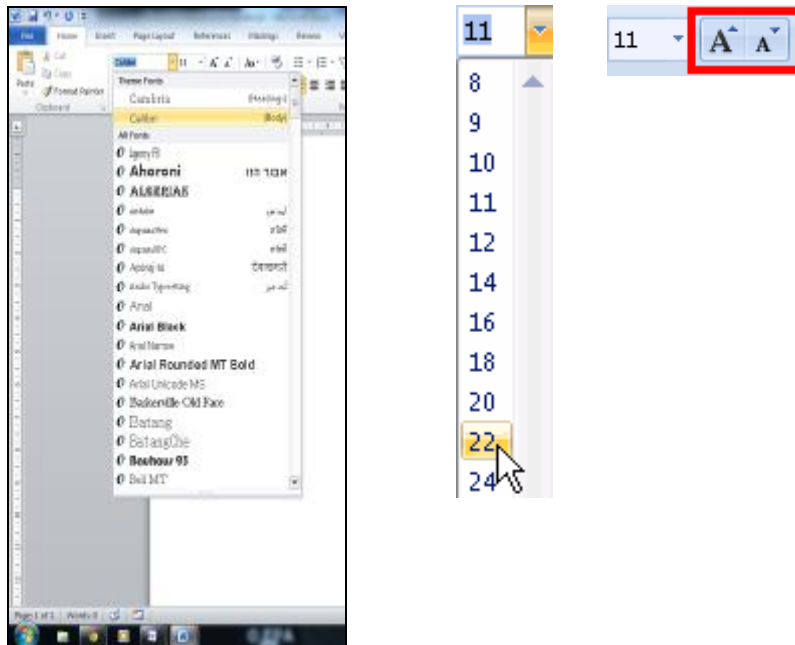 File Home Insert Page Layout References Mailings Review
Cut
Copy
Paste
Format Painter
Clipboard
Calibri 11
Theme Fonts
Cambria
Calibri (Body)
All Fonts
Agency FB
Aharoni אבגד הוז
ALGERIAN
Andalus
Arial
Arial Black
Arial Narrow
Arial Rounded MT Bold
Arial Unicode MS
Baskerville Old Face
Batang
BatangChe
Bauhaus 93
Bell MT
Page 1 of 1 Words: 0
11
8
9
10
11
12
14
16
18
20
22
24
11 A A